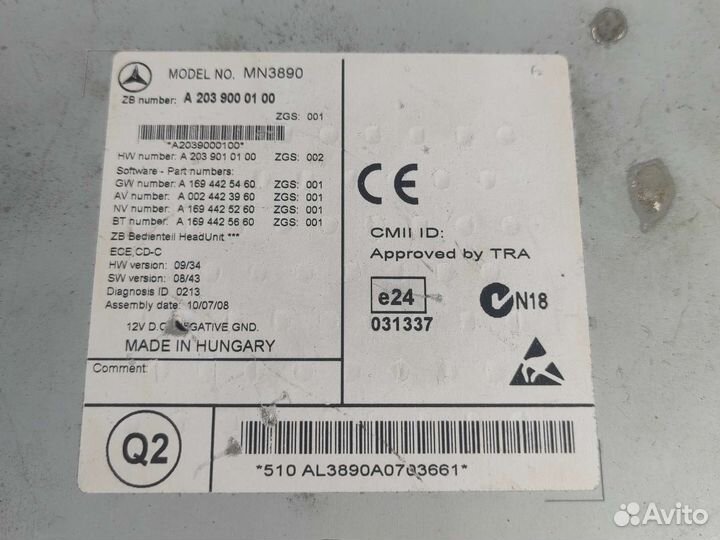 MODEL NO. MN3890
ZB number: A 203 900 01 00
ZGS: 001
*A2039000100*
HW number: A 203 901 01 00 ZGS: 002
Software - Part numbers:
GW number: A 169 442 54 60 ZGS: 001
AV number: A 002 442 39 60 ZGS: 001
NV number: A 169 442 52 60 ZGS: 001
BT number: A 169 442 56 60 ZGS: 001
ZB Bedienteil HeadUnit ***
ECE,CD-C
HW version: 09/34
SW version: 08/43
Diagnosis ID 0213
Assembly date: 10/07/08
12V GND.
MADE IN HUNGARY
Comment:
CE
CMII ID:
Approved by TRA
e24
031337
N18
Q2
*510 AL3890A0703661*
Avito